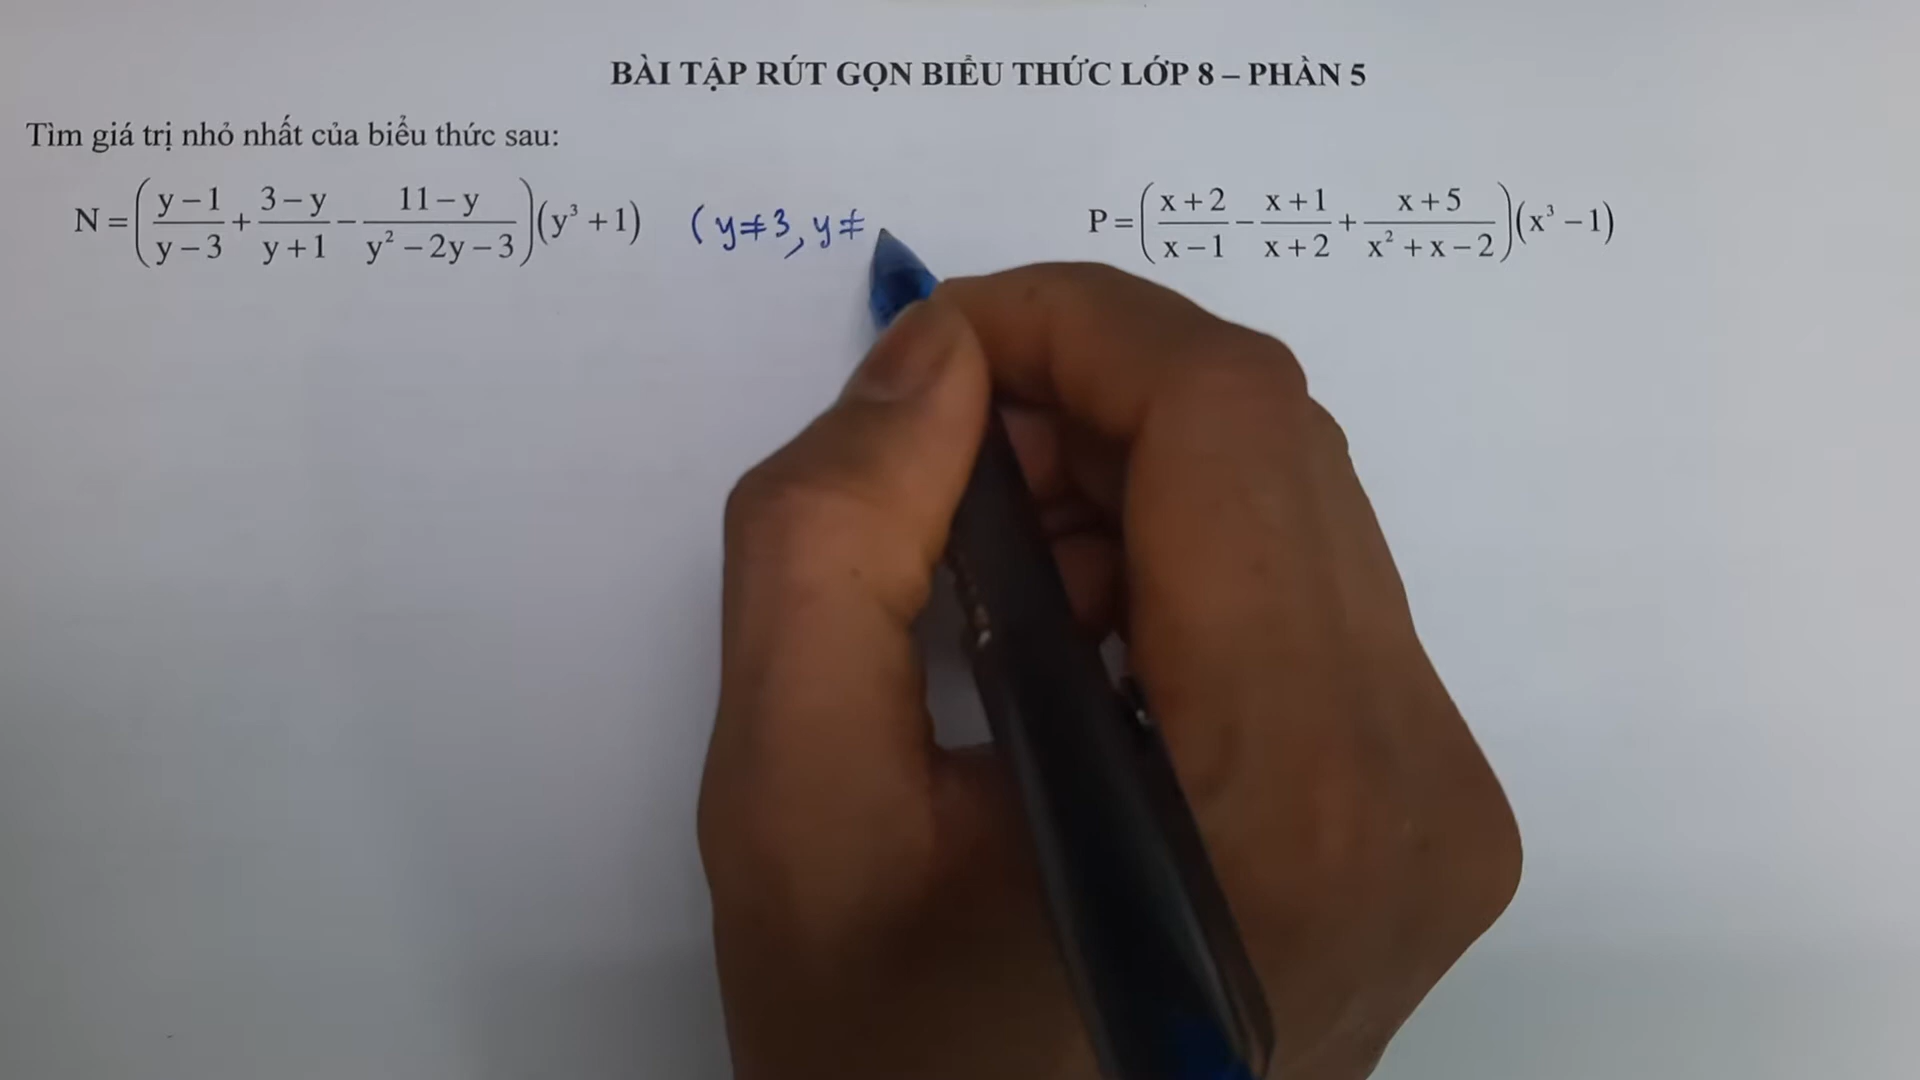 BÀI TẬP RÚT GỌN BIỂU THỨC LỚP 8 – PHẦN 5
Tìm giá trị nhỏ nhất của biểu thức sau:
N = ( (y – 1)/(y – 3) + (3 – y)/(y + 1) – (11 – y)/(y² – 2y – 3) ) (y³ + 1) (y ≠ 3, y ≠
P = ( (x + 2)/(x – 1) – (x + 1)/(x + 2) + (x + 5)/(x² + x – 2) ) (x³ – 1)